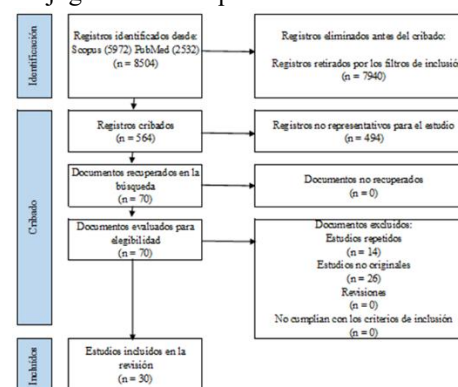 Identificación
Registros identificados desde:
Scopus (5972) PubMed (2532)
(n = 8504)
Registros eliminados antes del cribado:
Registros retirados por los filtros de inclusió
(n = 7940)
Cribado
Registros cribados
(n = 564)
Registros no representativos para el estudio
(n = 494)
Documentos recuperados en la
búsqueda
(n = 70)
Documentos no recuperados
(n = 0)
Documentos evaluados para
elegibilidad
(n = 70)
Documentos excluidos:
Estudios repetidos
(n = 14)
Estudios no originales
(n = 26)
Revisiones
(n = 0)
No cumplian con los criterios de inclusión
(n = 0)
Incluidos
Estudios incluidos en la
revisión
(n = 30)